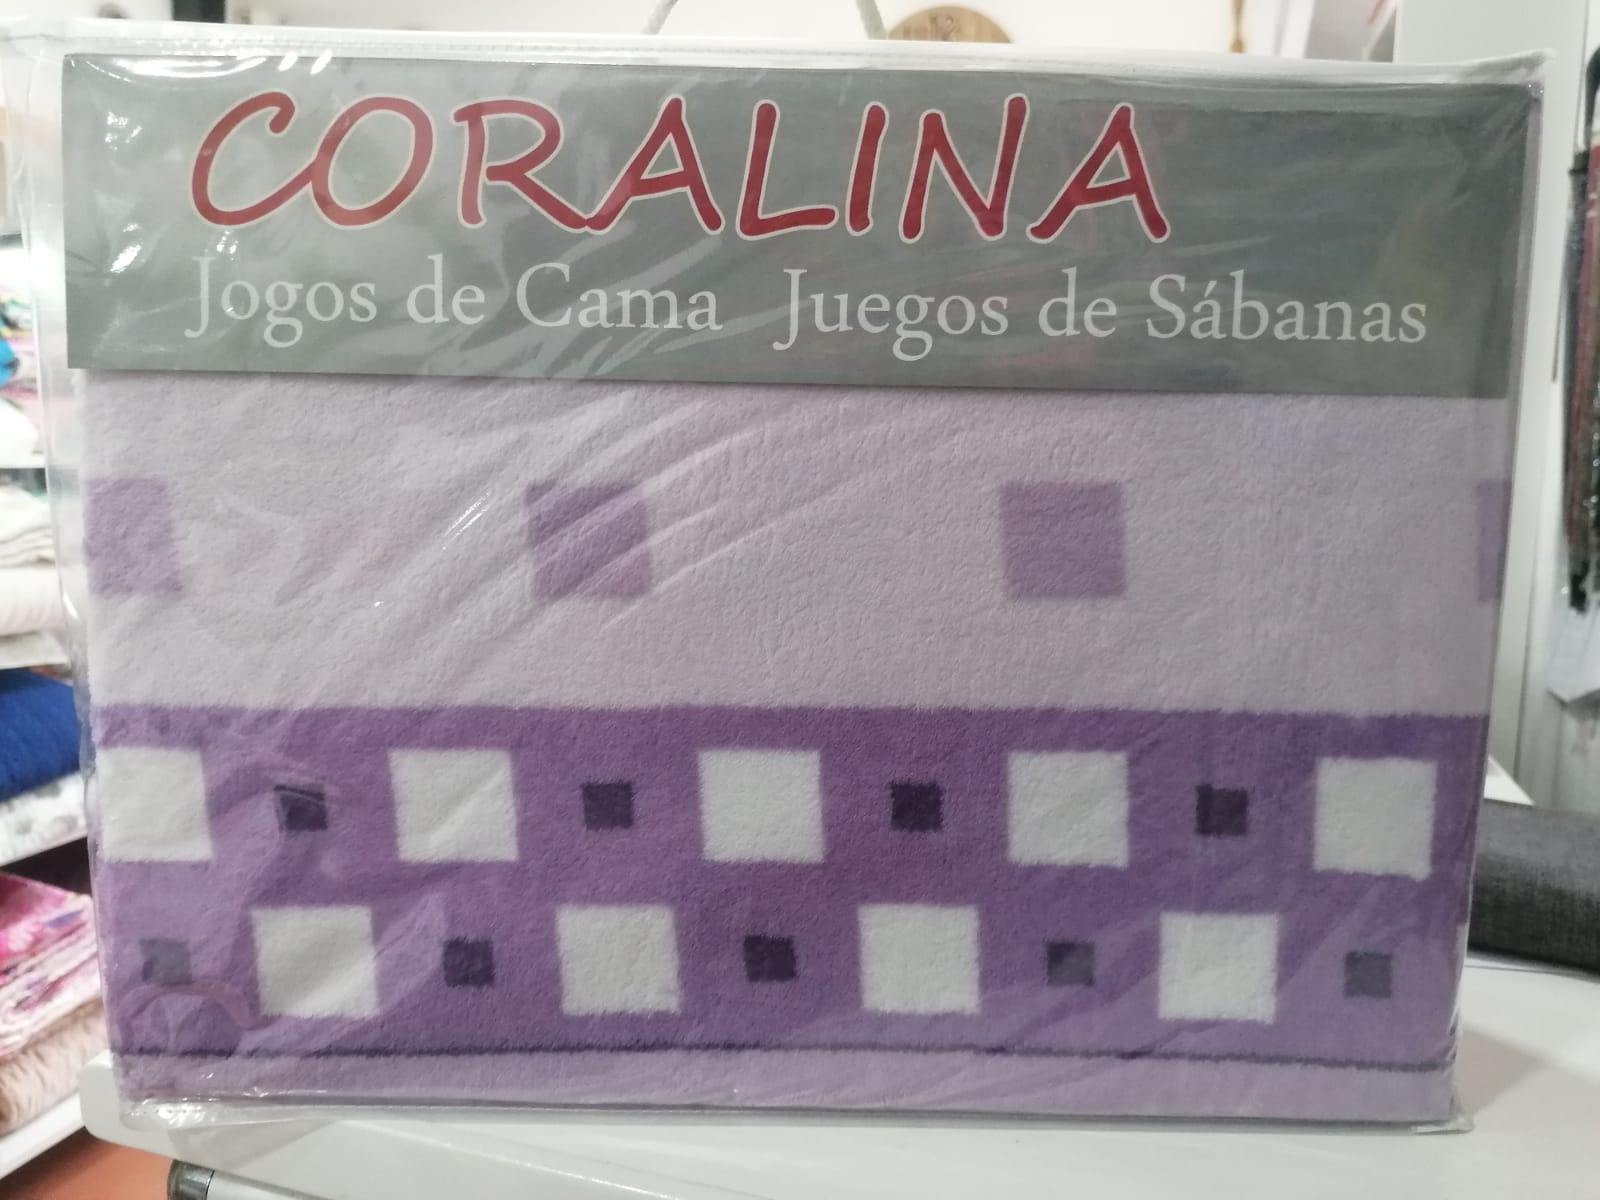 CORALINA
Jogos de Cama Juegos de Sábanas